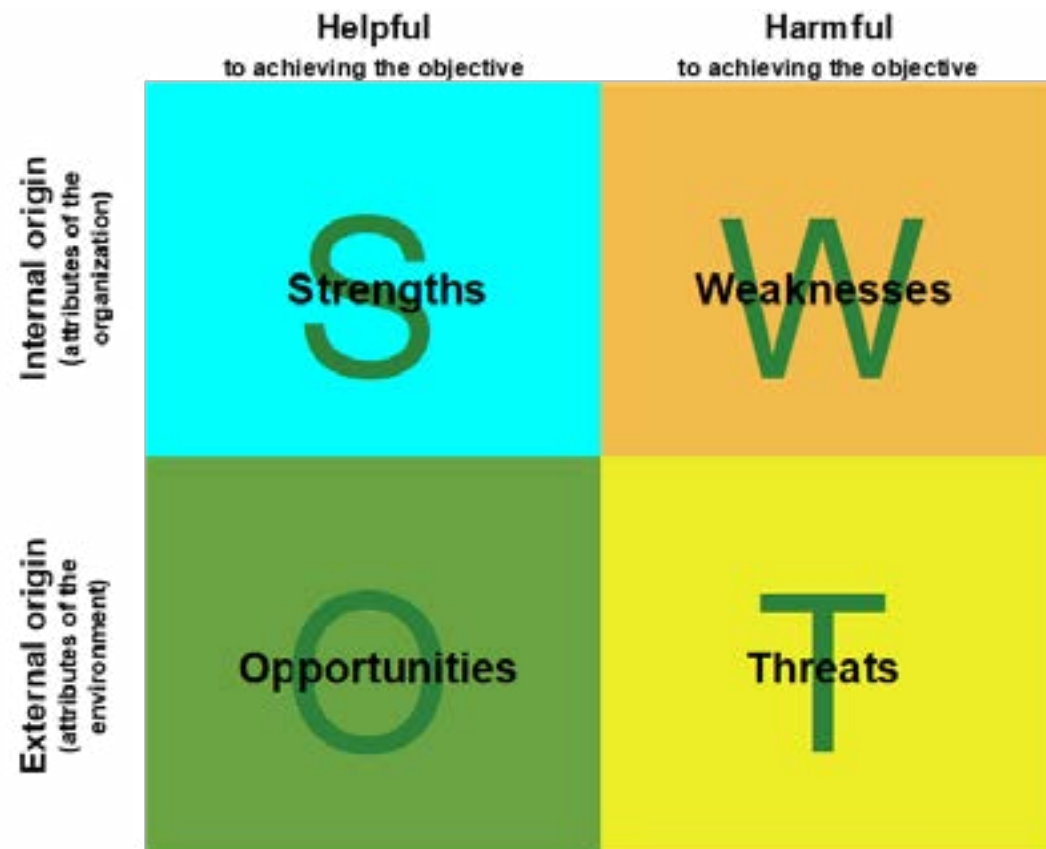 Helpful
to achieving the objective
Harmful
to achieving the objective
Internal origin
(attributes of the
organization)
S
Strengths
W
Weaknesses
External origin
(attributes of the
environment)
O
Opportunities
T
Threats